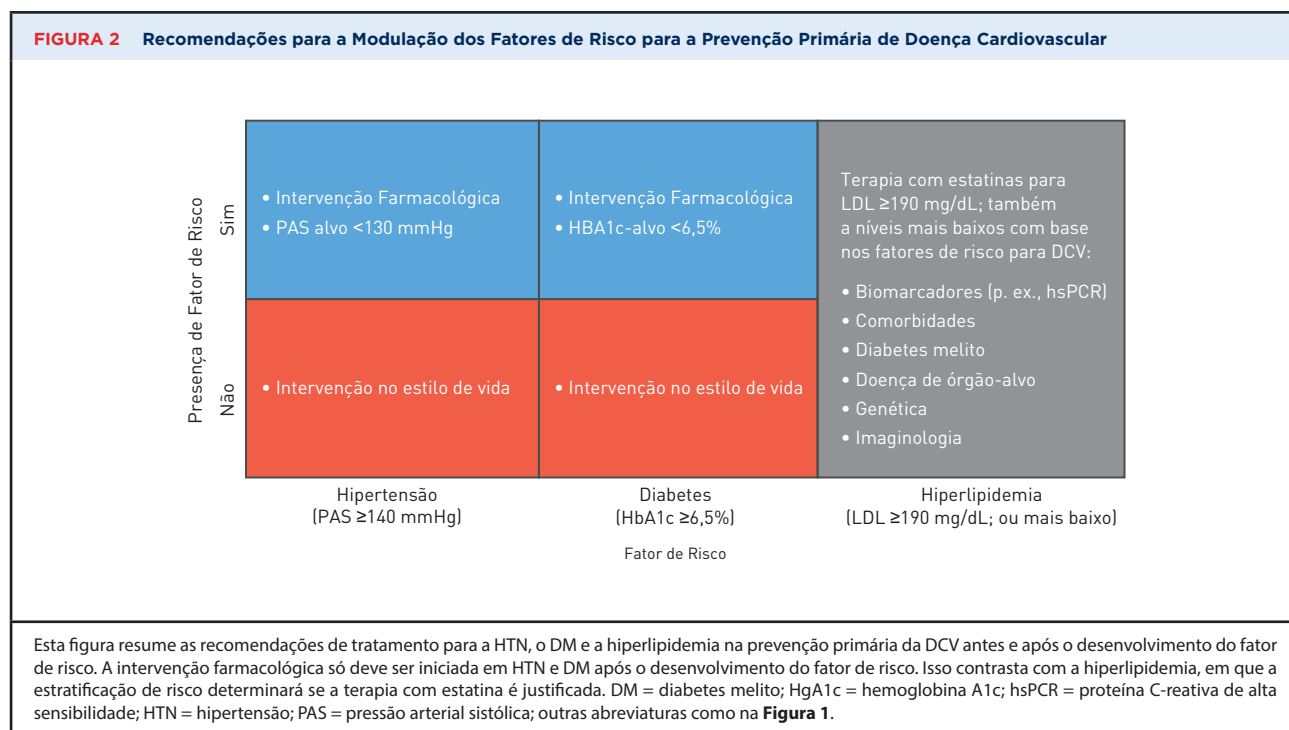 FIGURA 2 Recomendações para a Modulação dos Fatores de Risco para a Prevenção Primária de Doença Cardiovascular
Presença de Fator de Risco
Sim
Não
• Intervenção Farmacológica
• PAS alvo <130 mmHg
• Intervenção Farmacológica
• HBA1c-alvo <6,5%
Terapia com estatinas para
LDL ≥190 mg/dL; também
a níveis mais baixos com base
nos fatores de risco para DCV:
• Biomarcadores (p. ex., hsPCR)
• Comorbidades
• Diabetes melito
• Doença de órgão-alvo
• Genética
• Imaginologia
• Intervenção no estilo de vida
• Intervenção no estilo de vida
Hipertensão
(PAS ≥140 mmHg)
Diabetes
(HbA1c ≥6,5%)
Hiperlipidemia
(LDL ≥190 mg/dL; ou mais baixo)
Fator de Risco
Esta figura resume as recomendações de tratamento para a HTN, o DM e a hiperlipidemia na prevenção primária da DCV antes e após o desenvolvimento do fator
de risco. A intervenção farmacológica só deve ser iniciada em HTN e DM após o desenvolvimento do fator de risco. Isso contrasta com a hiperlipidemia, em que a
estratificação de risco determinará se a terapia com estatina é justificada. DM = diabetes melito; HgA1c = hemoglobina A1c; hsPCR = proteína C-reativa de alta
sensibilidade; HTN = hipertensão; PAS = pressão arterial sistólica; outras abreviaturas como na Figura 1.